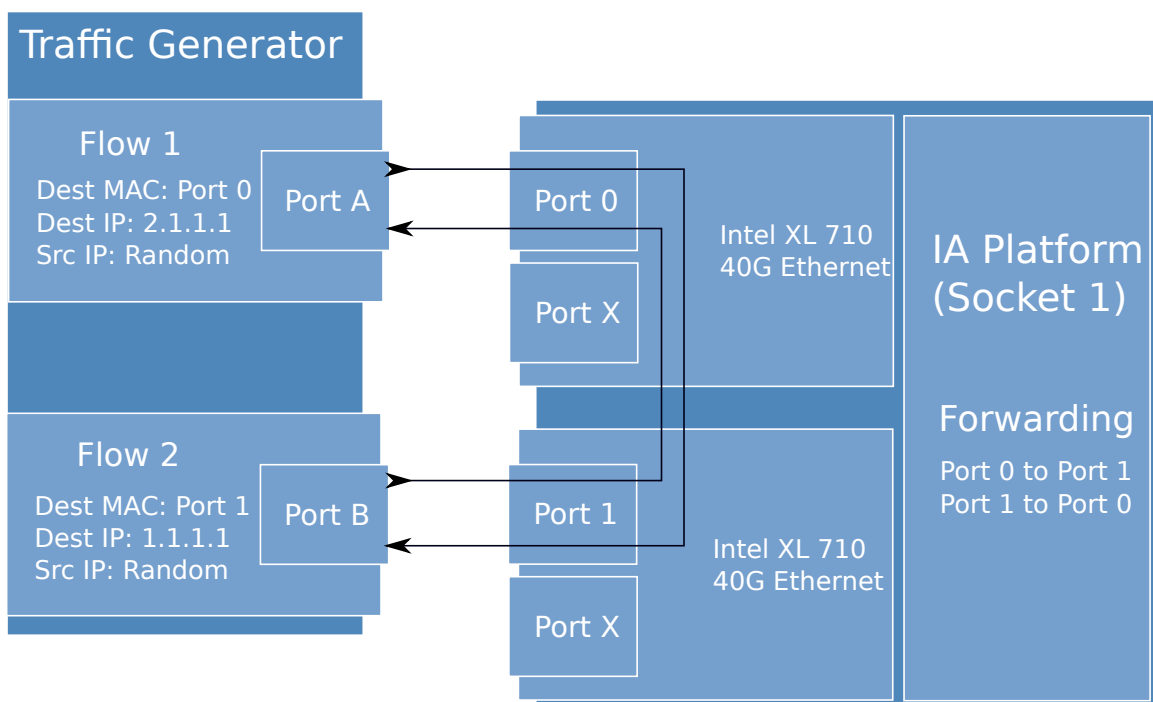 Traffic Generator
Flow 1
Dest MAC: Port 0
Dest IP: 2.1.1.1
Src IP: Random
Port A
Flow 2
Dest MAC: Port 1
Dest IP: 1.1.1.1
Src IP: Random
Port B
Port 0
Port X
Intel XL 710
40G Ethernet
Port 1
Port X
Intel XL 710
40G Ethernet
IA Platform
(Socket 1)
Forwarding
Port 0 to Port 1
Port 1 to Port 0